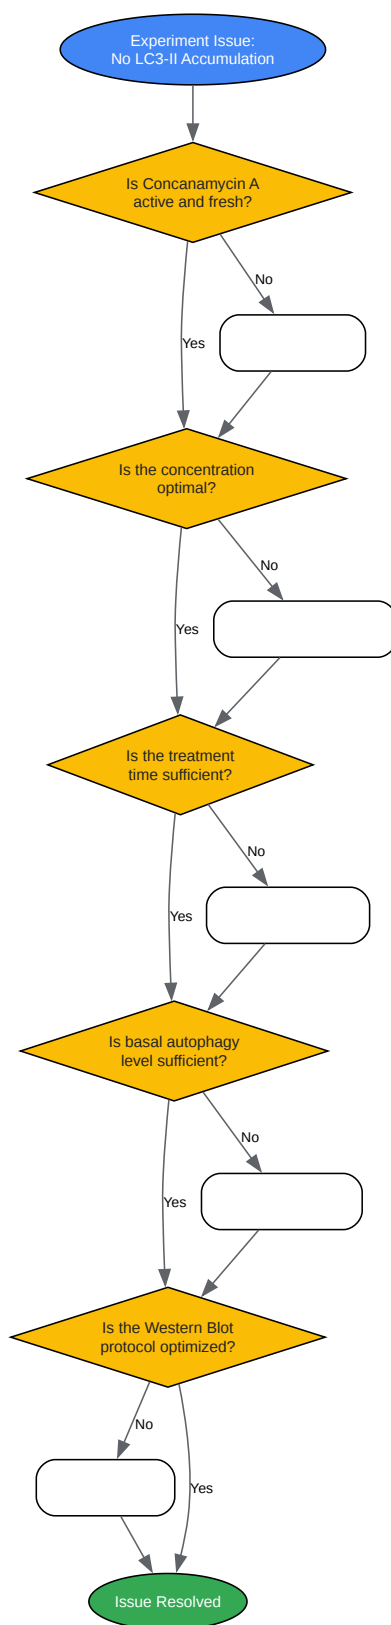 Experiment Issue:
No LC3-II Accumulation
Is Concanamycin A
active and fresh?
No
Yes
Is the concentration
optimal?
No
Yes
Is the treatment
time sufficient?
No
Yes
Is basal autophagy
level sufficient?
No
Yes
Is the Western Blot
protocol optimized?
No
Yes
Issue Resolved